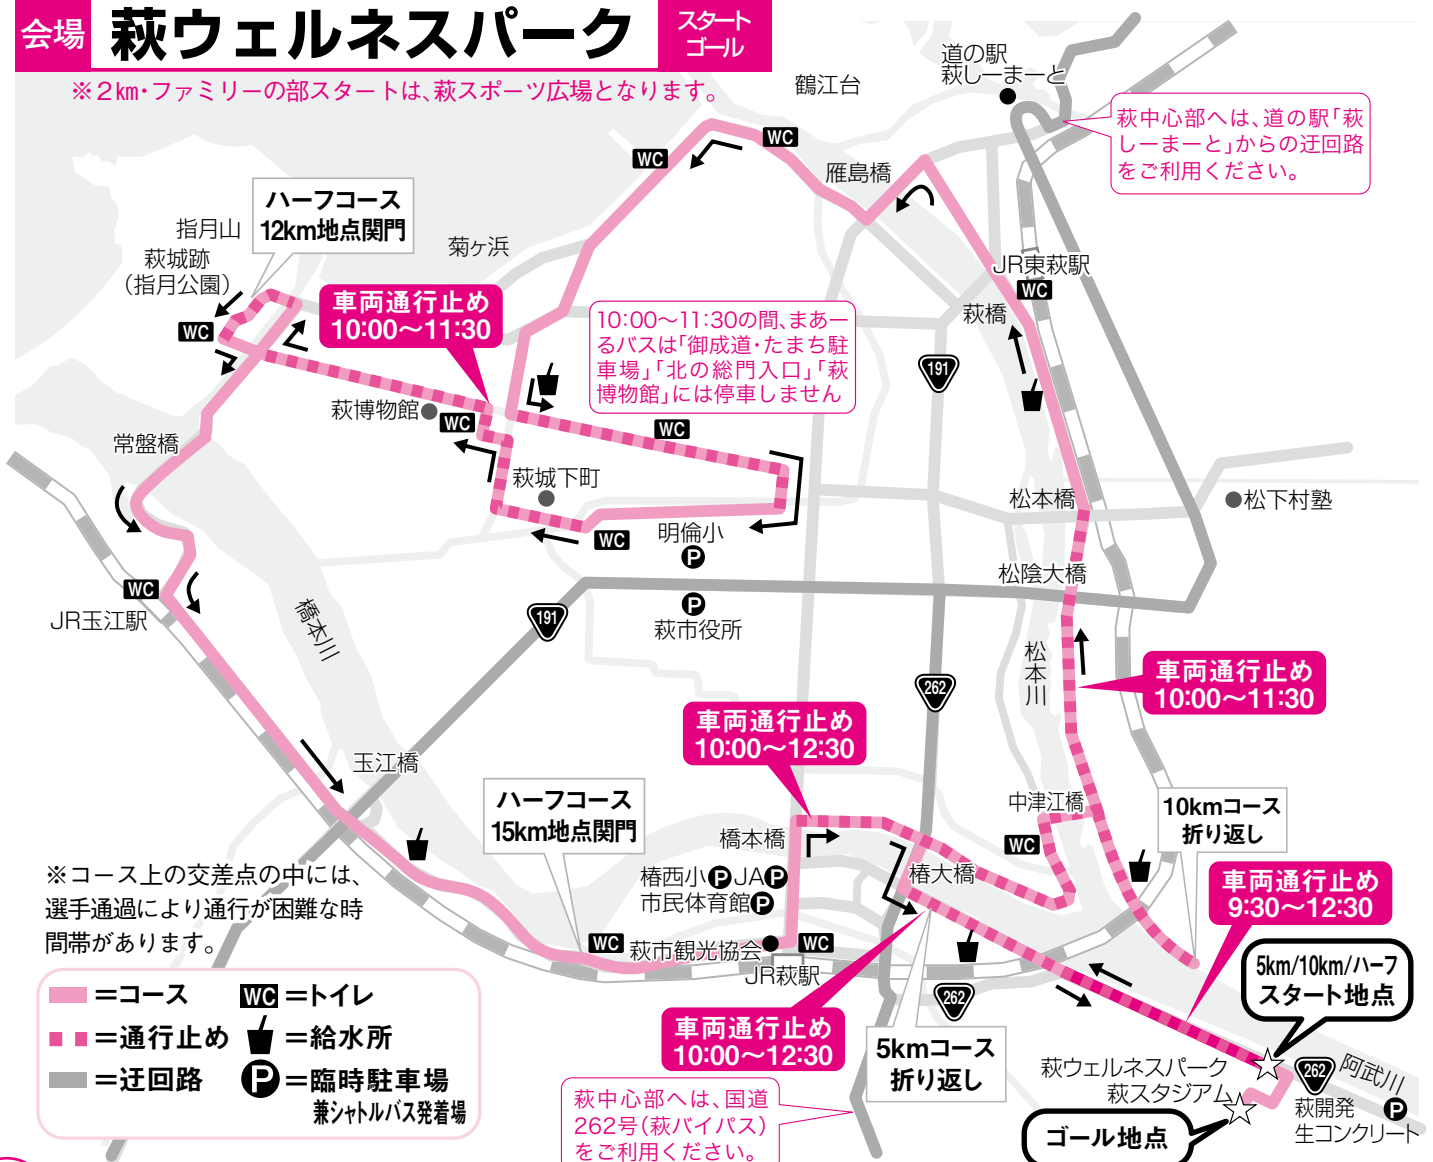 会場
萩ウェルネスパーク
スタート
ゴール
※2km・ファミリーの部スタートは、萩スポーツ広場となります。
道の駅
萩しーまーと
鶴江台
萩中心部へは、道の駅「萩
しーまーと」からの迂回路
をご利用ください。
WC
WC
雁島橋
ハーフコース
12km地点関門
指月山
萩城跡
(指月公園)
菊ヶ浜
WC
車両通行止め
10:00〜11:30
10:00〜11:30の間、まあー
るバスは「御成道・たまち駐
車場」「北の総門入口」「萩
博物館」には停車しません
JR東萩駅
WC
萩橋
191
萩博物館
WC
WC
常盤橋
萩城下町
WC
明倫小
P
松本橋
松下村塾
松陰大橋
WC
JR玉江駅
橋本川
191
P
萩市役所
松本川
262
車両通行止め
10:00〜11:30
車両通行止め
10:00〜12:30
玉江橋
ハーフコース
15km地点関門
橋本橋
中津江橋
WC
10kmコース
折り返し
椿西小P JA P
市民体育館P
椿大橋
車両通行止め
9:30〜12:30
※コース上の交差点の中には、
選手通過により通行が困難な時
間帯があります。
WC
萩市観光協会
WC
JR萩駅
262
5km/10km/ハーフ
スタート地点
=コース
WC=トイレ
=通行止め
=給水所
=迂回路
P=臨時駐車場
兼シャトルバス発着場
車両通行止め
10:00〜12:30
5kmコース
折り返し
萩中心部へは、国道
262号(萩バイパス)
をご利用ください。
萩ウェルネスパーク
萩スタジアム
262
阿武川
萩開発
生コンクリート
P
ゴール地点